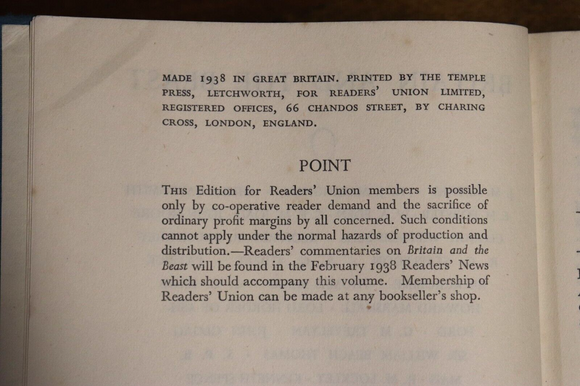 MADE 1938 IN GREAT BRITAIN. PRINTED BY THE TEMPLE
PRESS, LETCHWORTH, FOR READERS' UNION LIMITED,
REGISTERED OFFICES, 66 CHANDOS STREET, BY CHARING
CROSS, LONDON, ENGLAND.
POINT
THIS Edition for Readers' Union members is possible
only by co-operative reader demand and the sacrifice of
ordinary profit margins by all concerned. Such conditions
cannot apply under the normal hazards of production and
distribution.—Readers' commentaries on Britain and the
Beast will be found in the February 1938 Readers' News
which should accompany this volume. Membership of
Readers' Union can be made at any bookseller's shop.